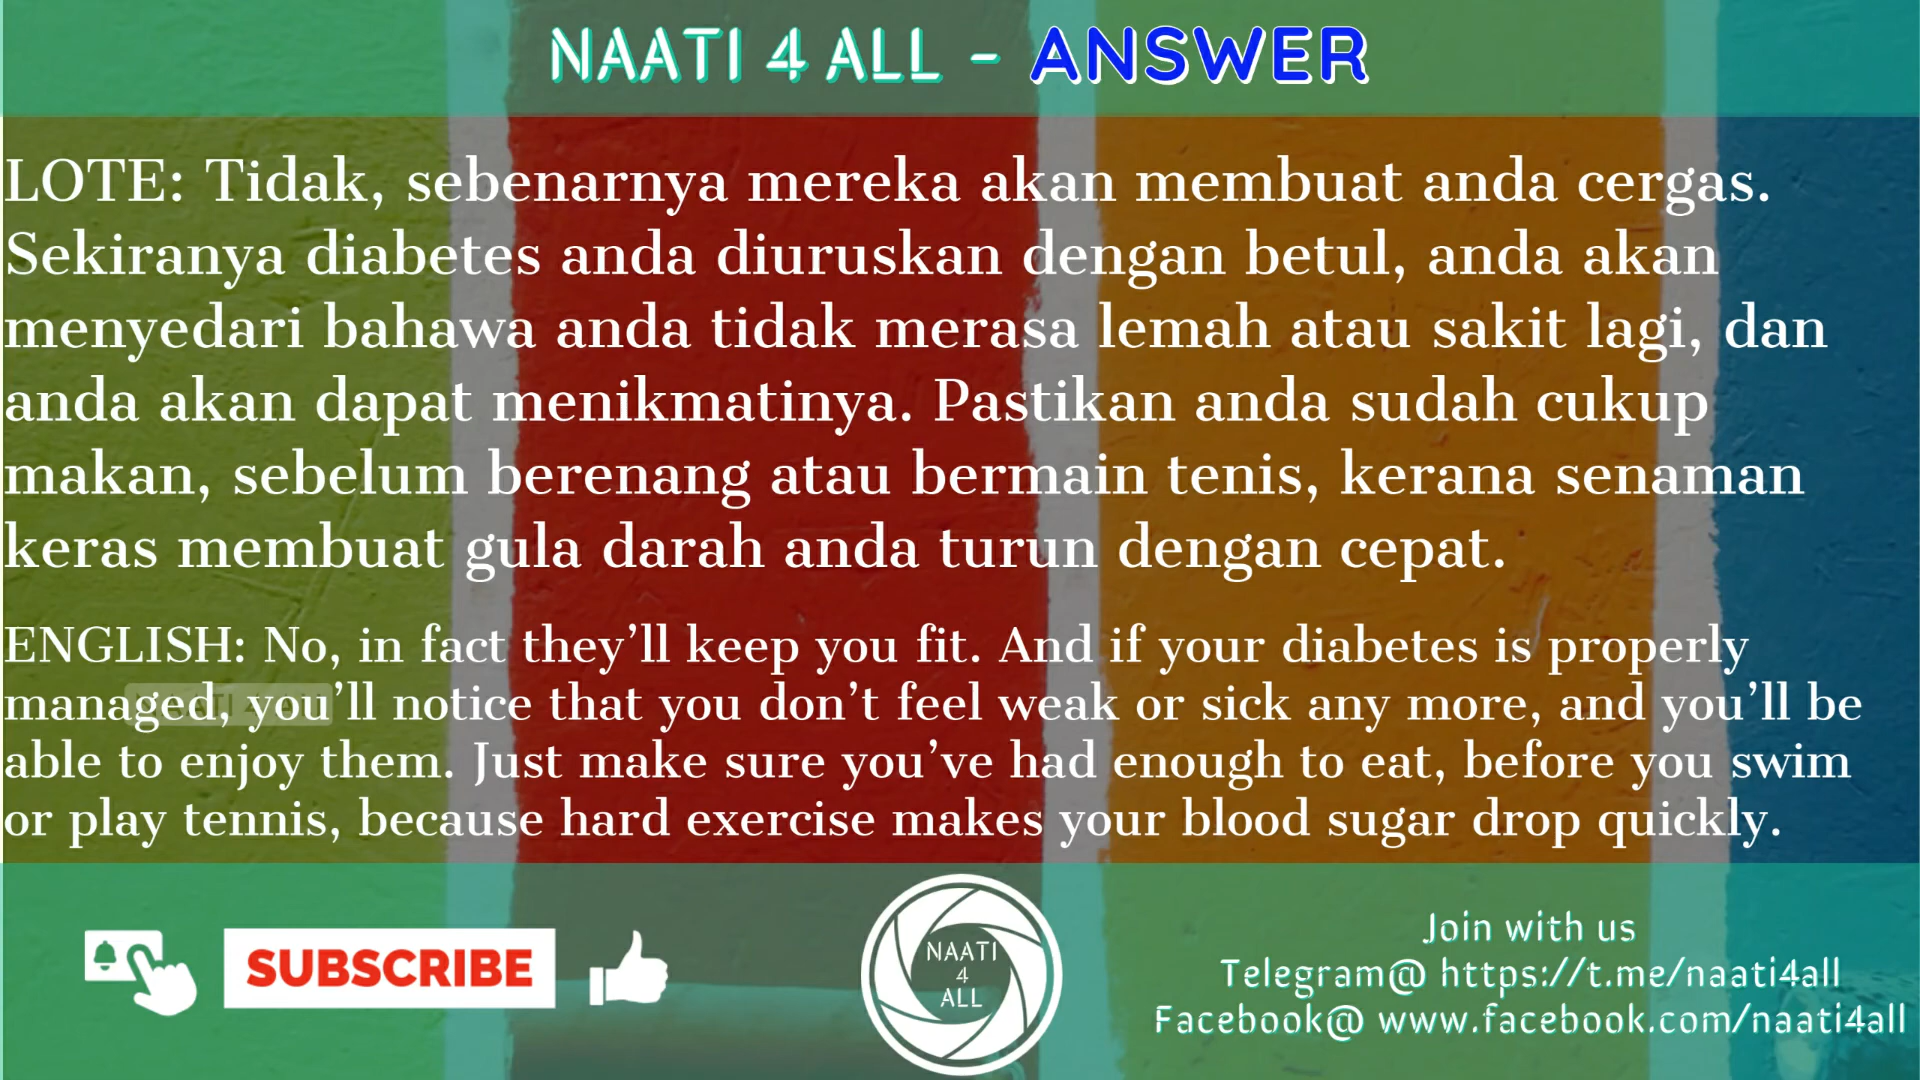 NAATI 4 ALL - ANSWER
LOTE: Tidak, sebenarnya mereka akan membuat anda cergas.
Sekiranya diabetes anda diuruskan dengan betul, anda akan
menyedari bahawa anda tidak merasa lemah atau sakit lagi, dan
anda akan dapat menikmatinya. Pastikan anda sudah cukup
makan, sebelum berenang atau bermain tenis, kerana senaman
keras membuat gula darah anda turun dengan cepat.
ENGLISH: No, in fact they’ll keep you fit. And if your diabetes is properly
managed, you’ll notice that you don’t feel weak or sick any more, and you’ll be
able to enjoy them. Just make sure you’ve had enough to eat, before you swim
or play tennis, because hard exercise makes your blood sugar drop quickly.
SUBSCRIBE
NAATI
4
ALL
Join with us
Telegram@ https://t.me/naati4all
Facebook@ www.facebook.com/naati4all